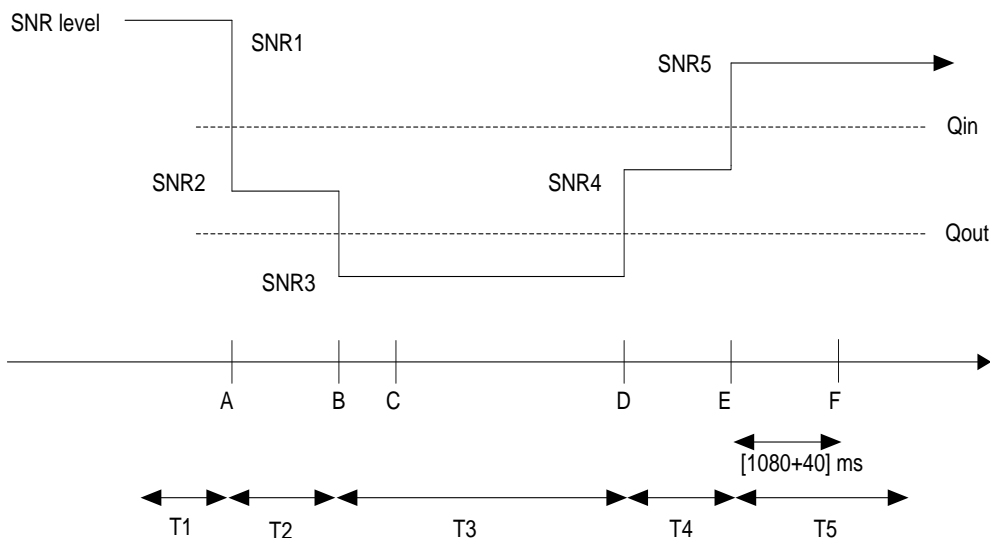 SNR level
SNR1
SNR5
Qin
SNR2
SNR4
Qout
SNR3
A B C D E F
[1080+40] ms
T1 T2 T3 T4 T5